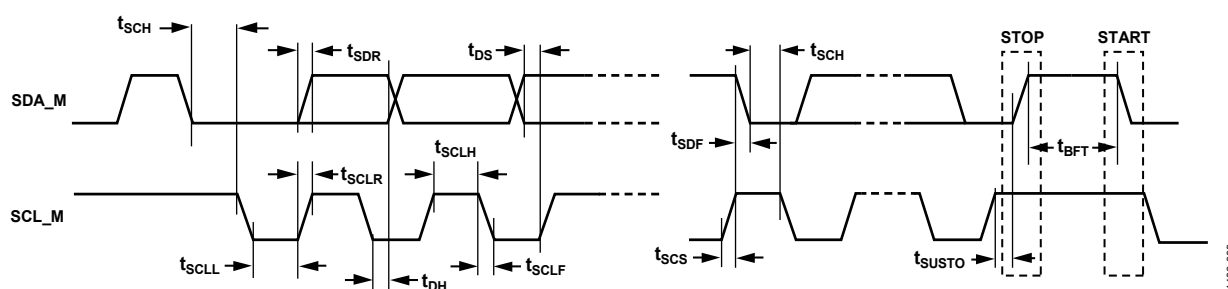 tSCH
tSDR
tDS
tSCH
STOP
START
SDA_M
tSDF
tBFT
tSCLH
tSCLR
SCL_M
tSCLL
tDH
tSCLF
tSCS
tSUSTO